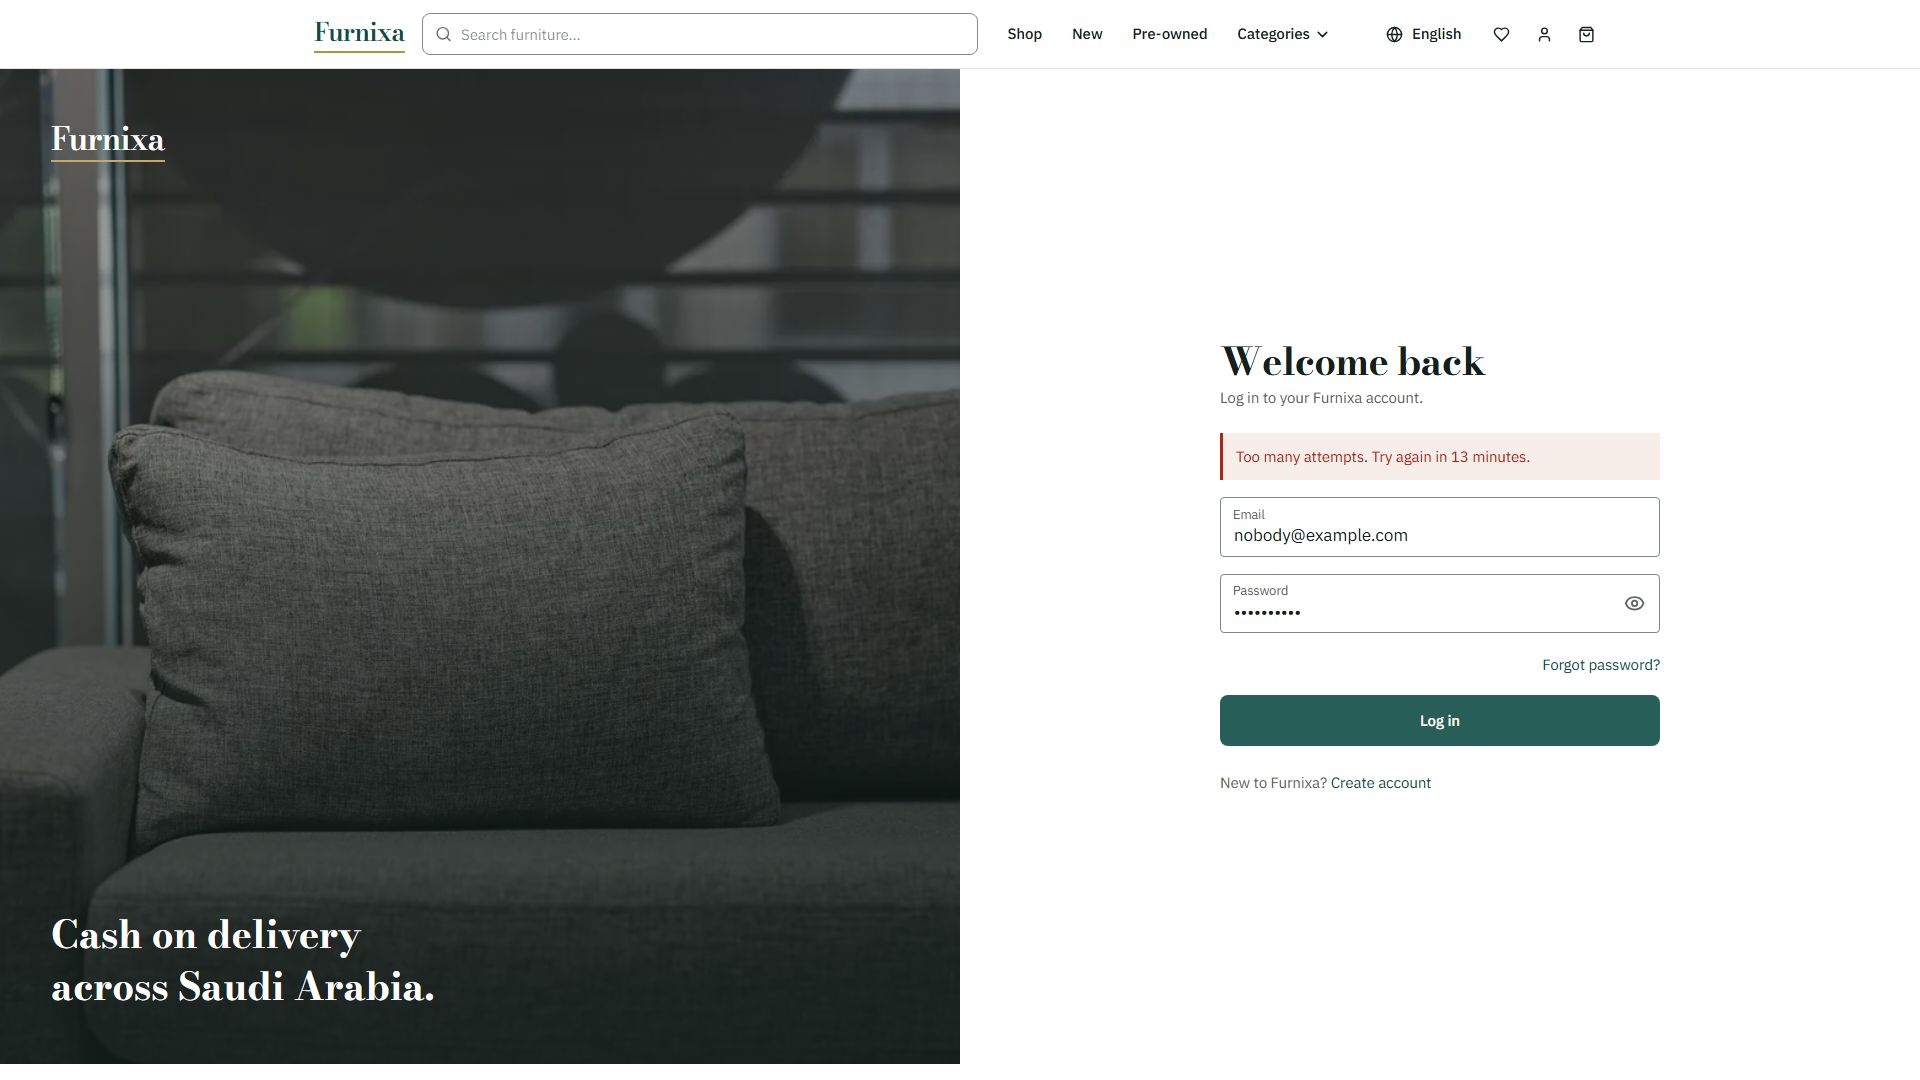 Furnixa
Search furniture...
Shop
New
Pre-owned
Categories
English
Furnixa
Cash on delivery
across Saudi Arabia.
Welcome back
Log in to your Furnixa account.
Too many attempts. Try again in 13 minutes.
Email
nobody@example.com
Password
••••••••••
Forgot password?
Log in
New to Furnixa? Create account